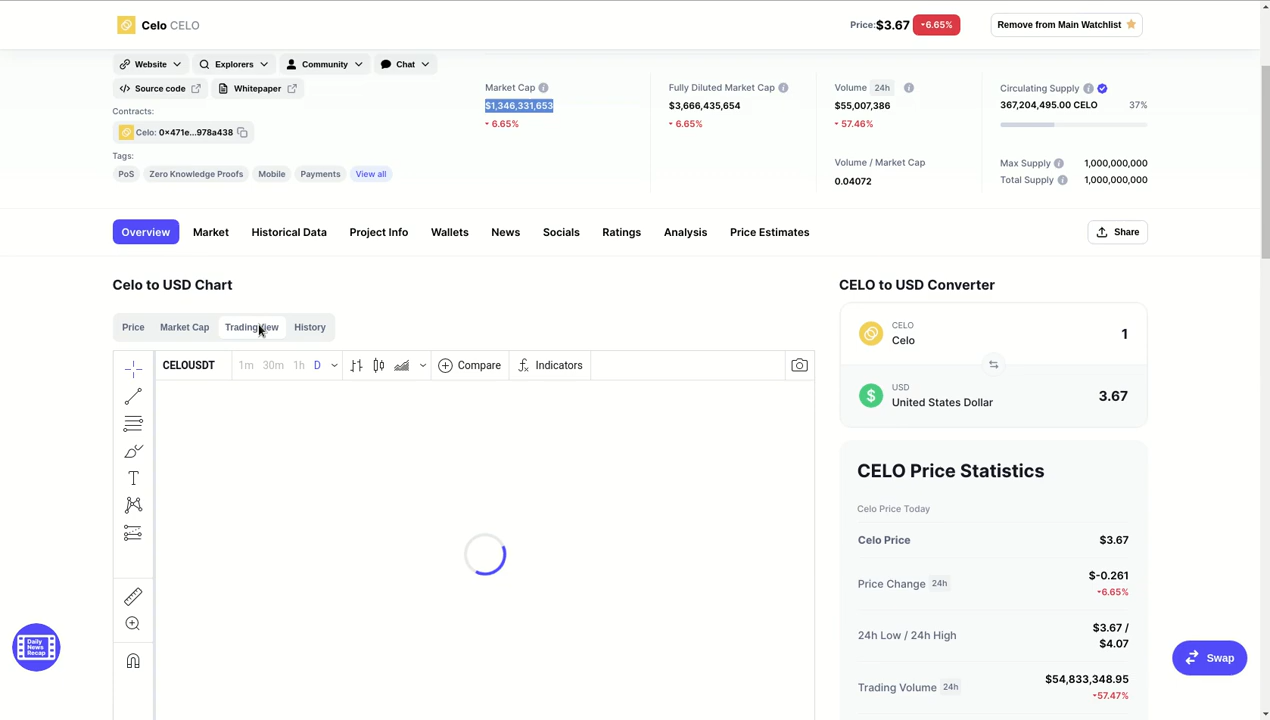 Celo CELO
Price: $3.67 6.65%
Remove from Main Watchlist
Website Explorers Community Chat
Source code Whitepaper
Contracts:
Celo: 0x471e...978a438
Tags:
PoS Zero Knowledge Proofs Mobile Payments View all
Market Cap
$1,346,331,653
6.65%
Fully Diluted Market Cap
$3,666,435,654
6.65%
Volume 24h
$55,007,386
57.46%
Volume / Market Cap
0.04072
Circulating Supply
367,204,495.00 CELO 37%
Max Supply 1,000,000,000
Total Supply 1,000,000,000
Overview Market Historical Data Project Info Wallets News Socials Ratings Analysis Price Estimates
Share
Celo to USD Chart
Price Market Cap TradingView History
CELOUSDT 1m 30m 1h D Compare Indicators
T
CELO to USD Converter
CELO
Celo 1
USD
United States Dollar 3.67
CELO Price Statistics
Celo Price Today
Celo Price $3.67
Price Change 24h $-0.261
6.65%
24h Low / 24h High $3.67 /
$4.07
Trading Volume 24h $54,833,348.95
57.47%
Daily
News
Recap
Swap